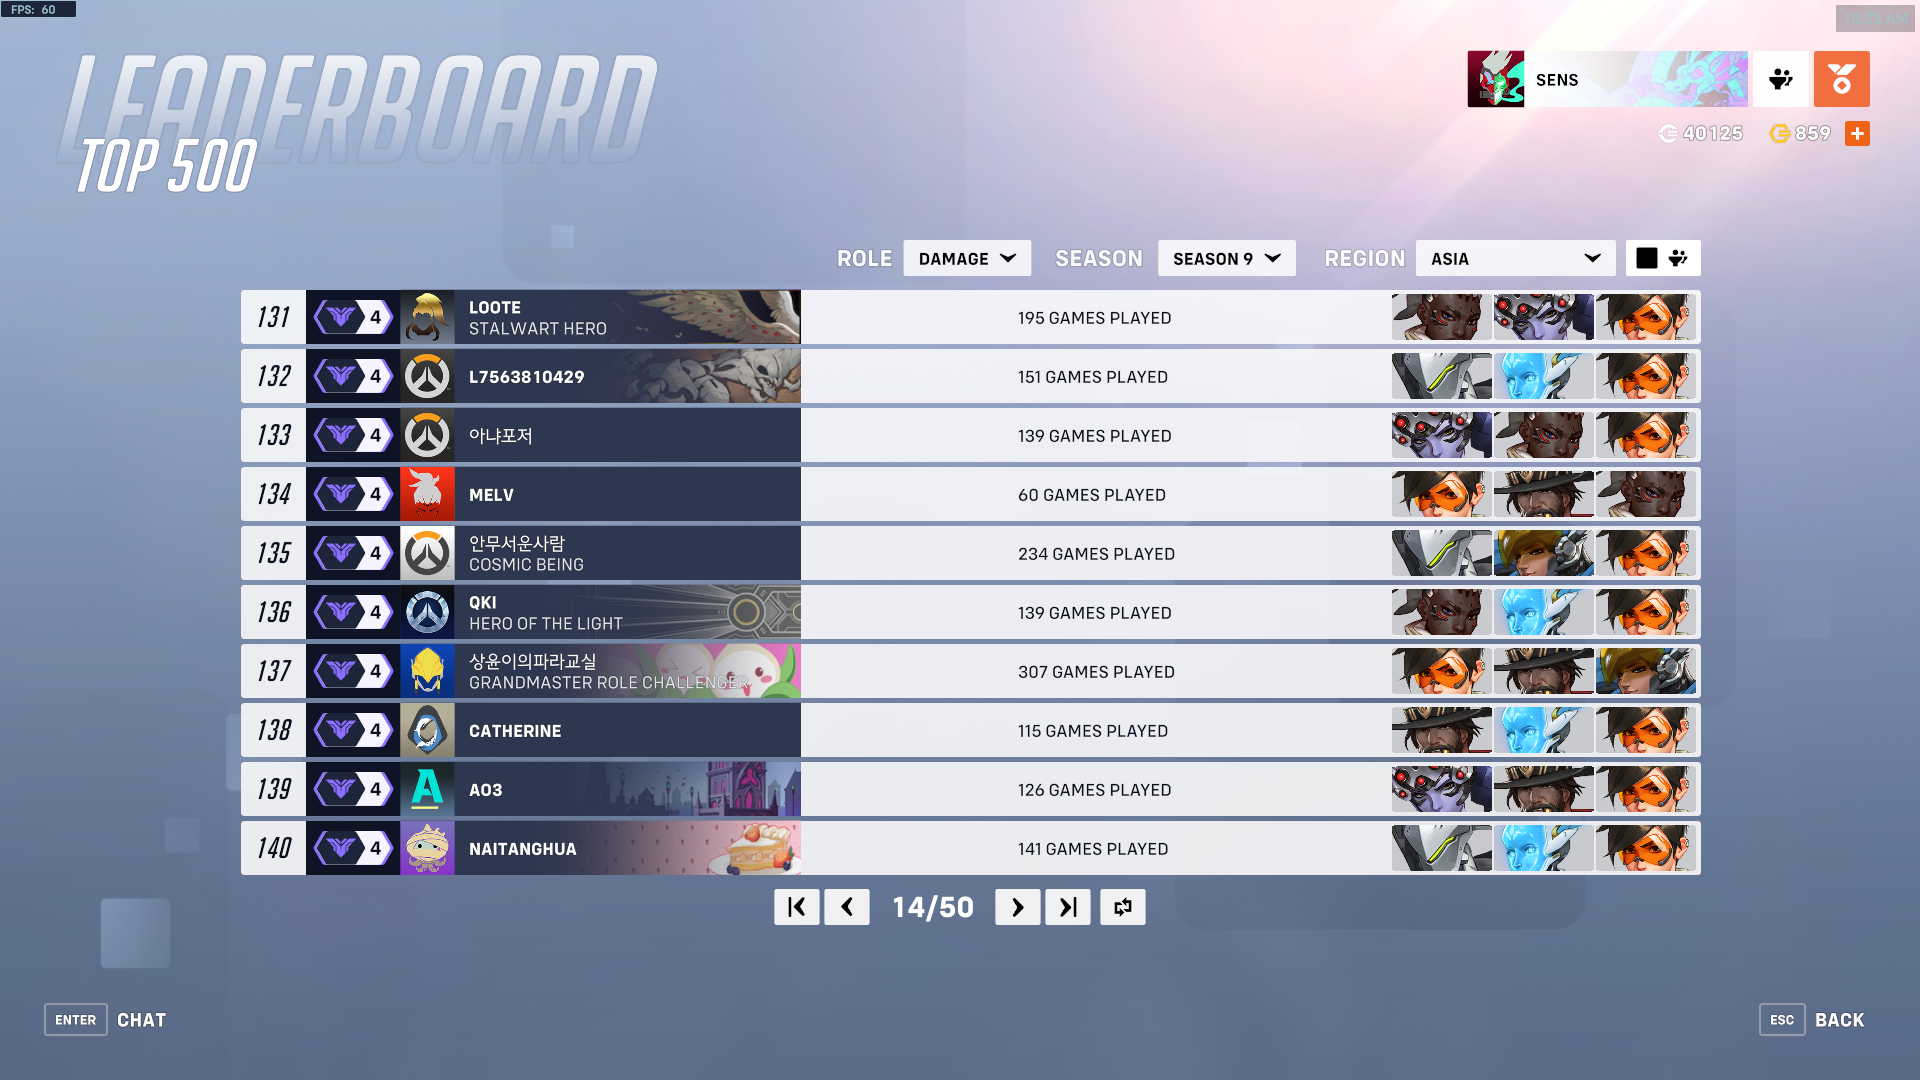 FPS: 60
10:22 AM
LEADERBOARD
TOP 500
SENS
40125
859
ROLE
DAMAGE
SEASON
SEASON 9
REGION
ASIA
131 4 LOOTE 195 GAMES PLAYED
STALWART HERO
132 4 L7563810429 151 GAMES PLAYED
133 4 아냐포저 139 GAMES PLAYED
134 4 MELV 60 GAMES PLAYED
135 4 안무서운사람 234 GAMES PLAYED
COSMIC BEING
136 4 QKI 139 GAMES PLAYED
HERO OF THE LIGHT
137 4 상윤이의파라교실 307 GAMES PLAYED
GRANDMASTER ROLE CHALLENGER
138 4 CATHERINE 115 GAMES PLAYED
139 4 AO3 126 GAMES PLAYED
140 4 NAITANGHUA 141 GAMES PLAYED
14/50
ENTER CHAT
ESC BACK